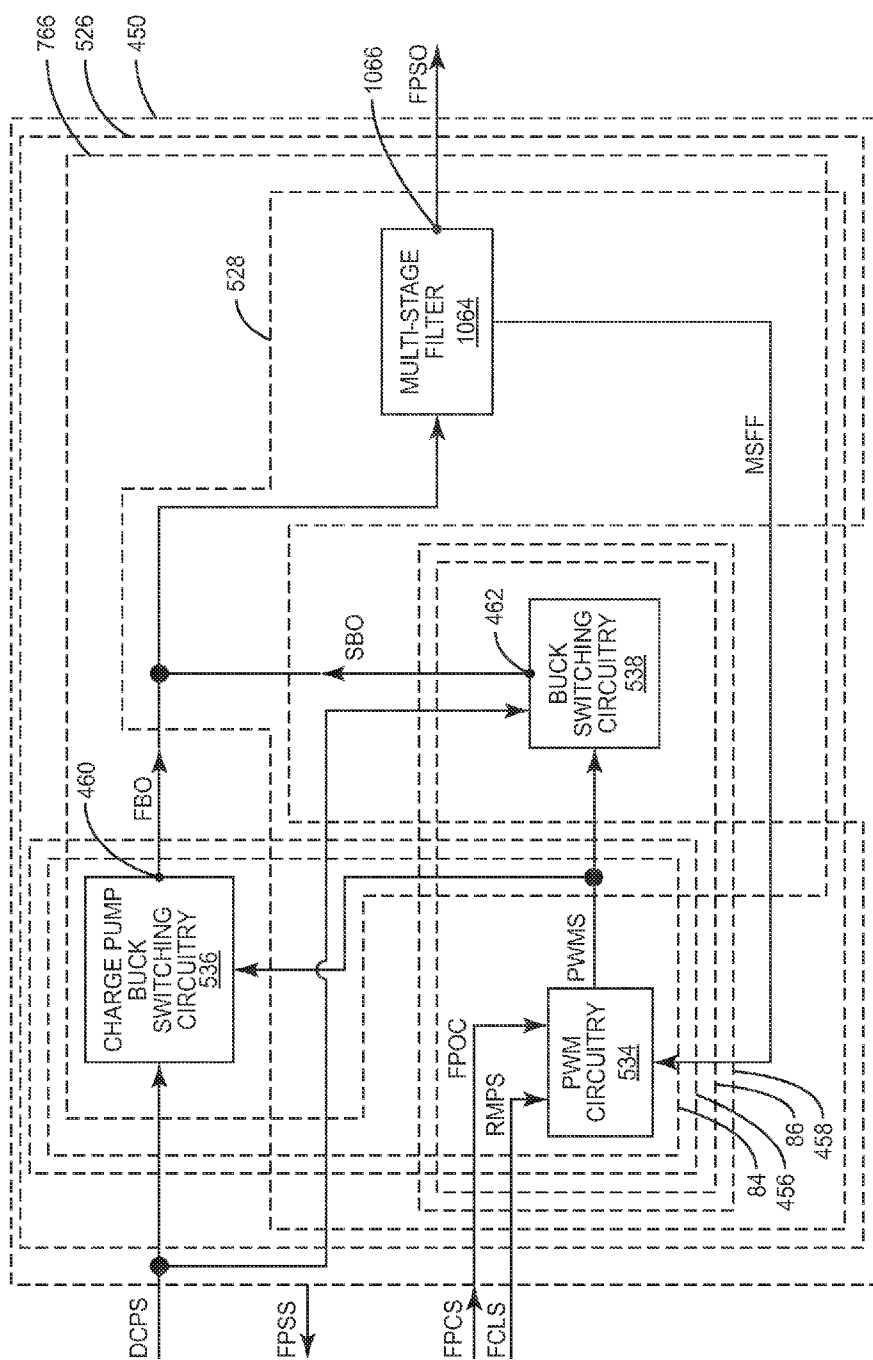 766
526
450
528
1066
FPSO
MULTI-STAGE
FILTER
1064
MSFF
SBO
462
FBO
460
BUCK
SWITCHING
CIRCUITRY
538
CHARGE PUMP
BUCK
SWITCHING
CIRCUITRY
536
PWMS
FPOC
RMPS
PWM
CIRCUITRY
534
84
456
86
458
DCPS
FPSS
FPCS
FCLS